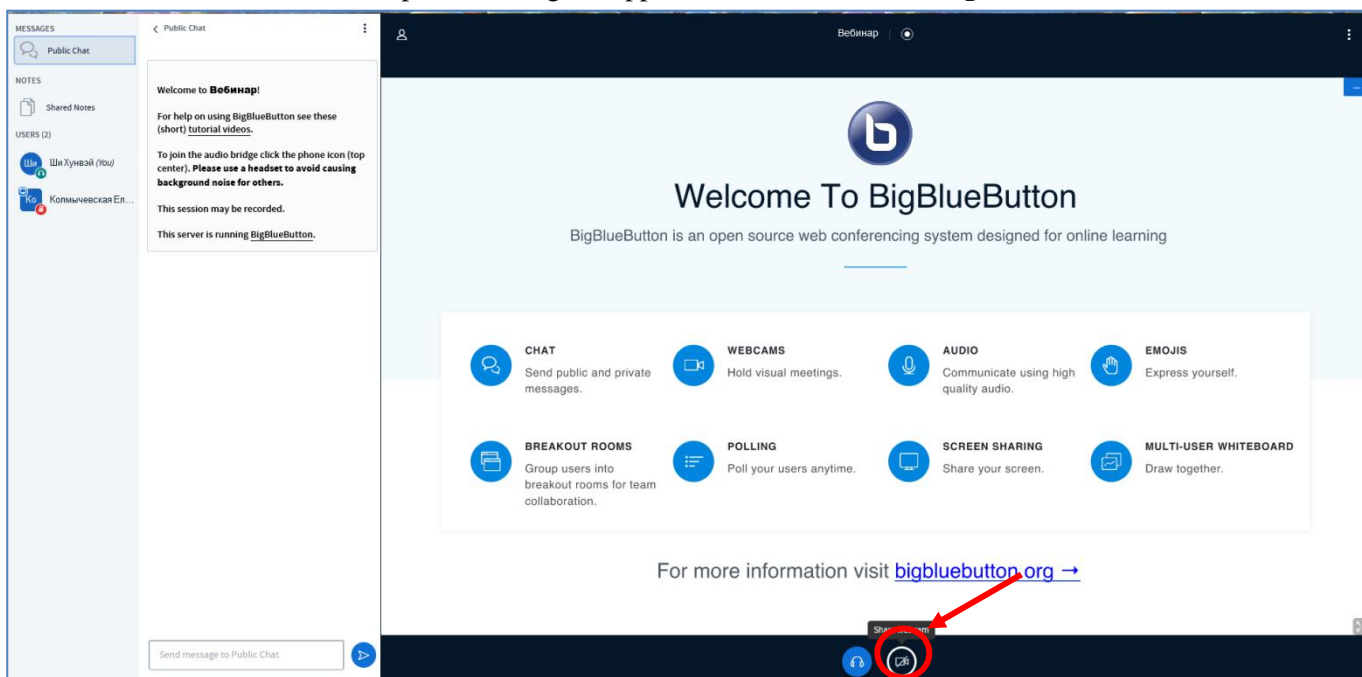 MESSAGES
Public Chat
NOTES
Shared Notes
USERS (2)
Ши
Ши Хунвэй (You)
Ко
Копмычевская Ел...
Public Chat
Welcome to Вебинар!
For help on using BigBlueButton see these
(short) tutorial videos.
To join the audio bridge click the phone icon (top
center). Please use a headset to avoid causing
background noise for others.
This session may be recorded.
This server is running BigBlueButton.
Send message to Public Chat
Вебинар
Welcome To BigBlueButton
BigBlueButton is an open source web conferencing system designed for online learning
CHAT
Send public and private
messages.
WEBCAMS
Hold visual meetings.
AUDIO
Communicate using high
quality audio.
EMOJIS
Express yourself.
BREAKOUT ROOMS
Group users into
breakout rooms for team
collaboration.
POLLING
Poll your users anytime.
SCREEN SHARING
Share your screen.
MULTI-USER WHITEBOARD
Draw together.
For more information visit bigbluebutton.org →
Share webcam